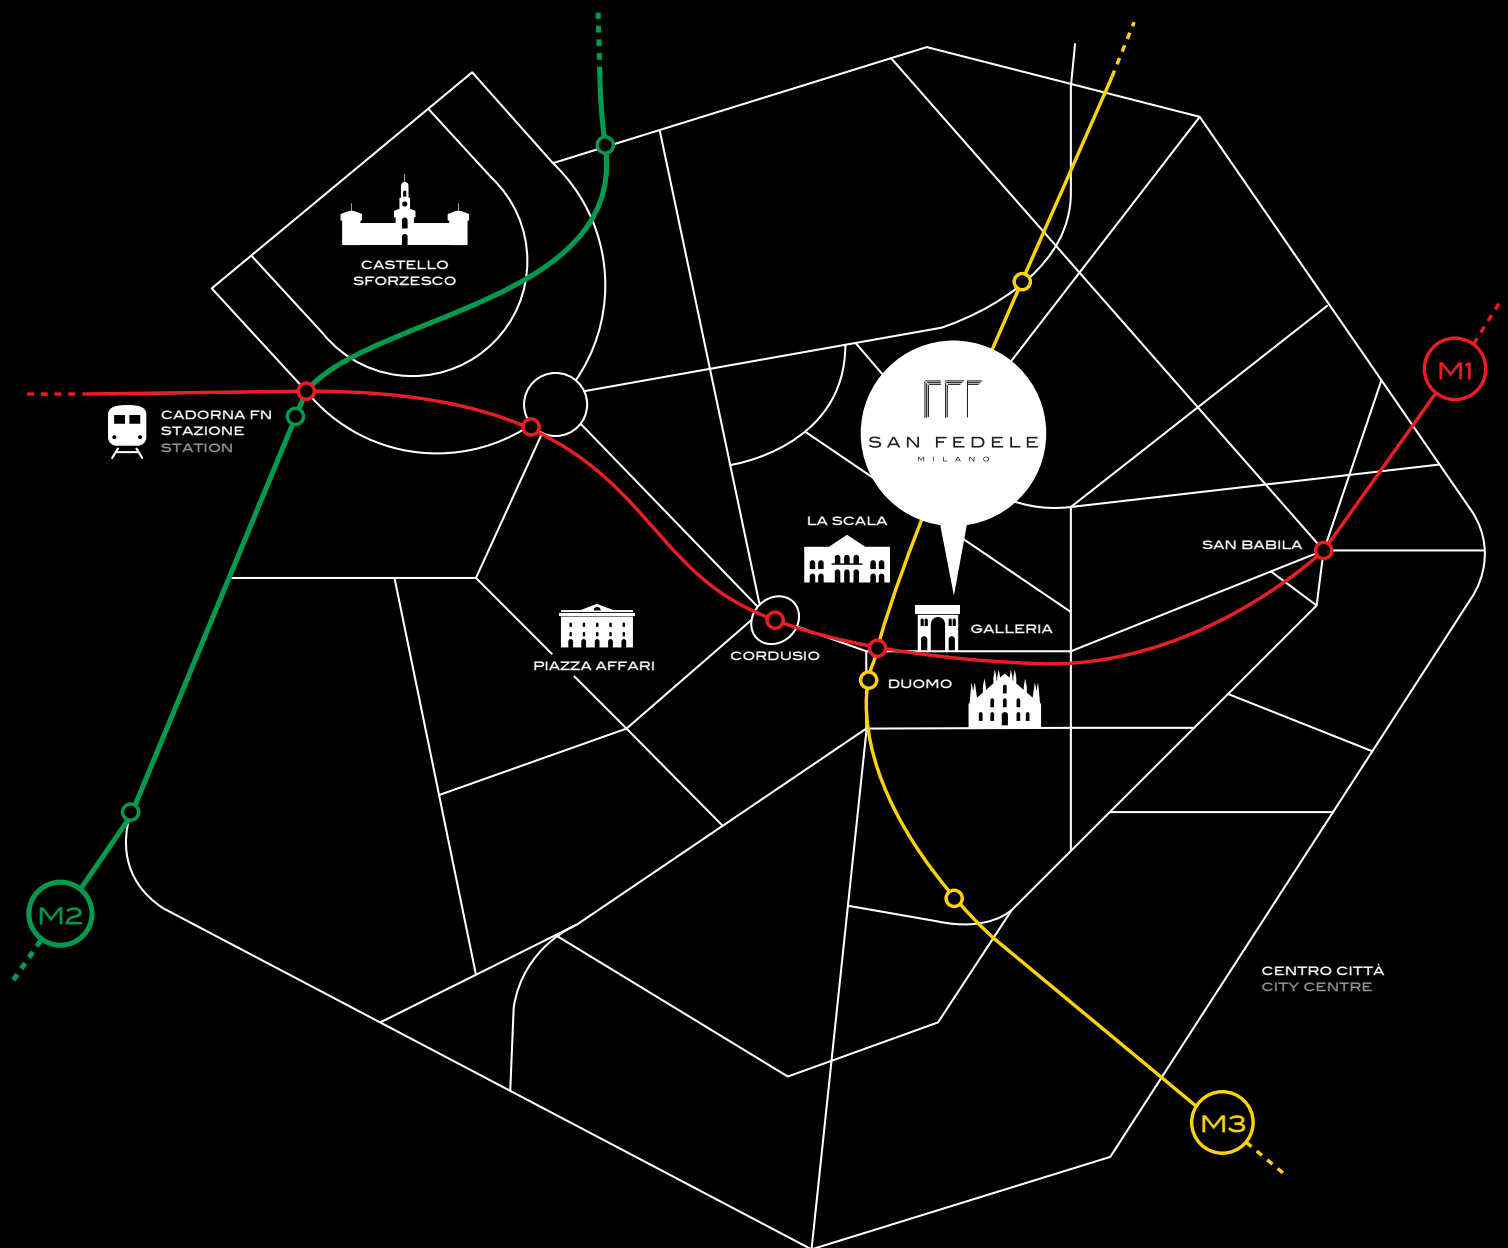 CASTELLO
SFORZESCO
M1
CADORNA FN
STAZIONE
STATION
SAN FEDELE
MILANO
LA SCALA
SAN BABILA
GALLERIA
CORDUSIO
PIAZZA AFFARI
DUOMO
M2
CENTRO CITTÀ
CITY CENTRE
M3